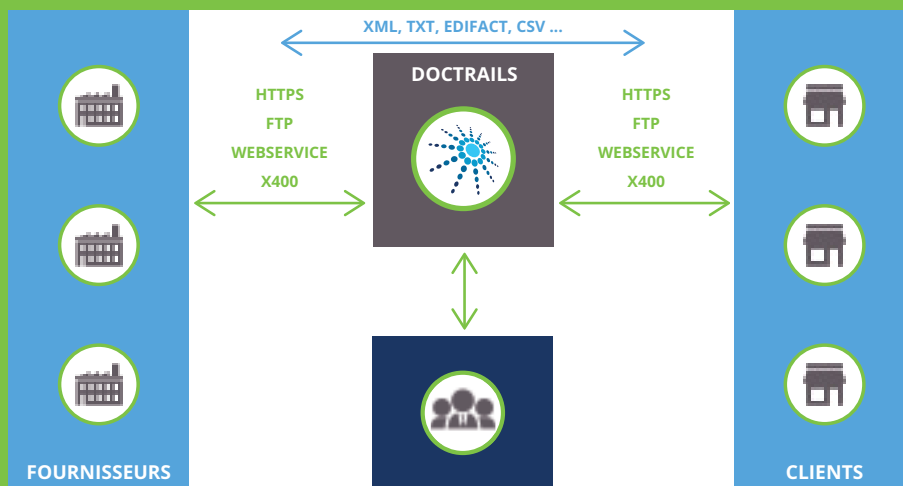 XML, TXT, EDIFACT, CSV ...
DOCTRAILS
HTTPS
FTP
WEBSERVICE
X400
HTTPS
FTP
WEBSERVICE
X400
FOURNISSEURS
CLIENTS